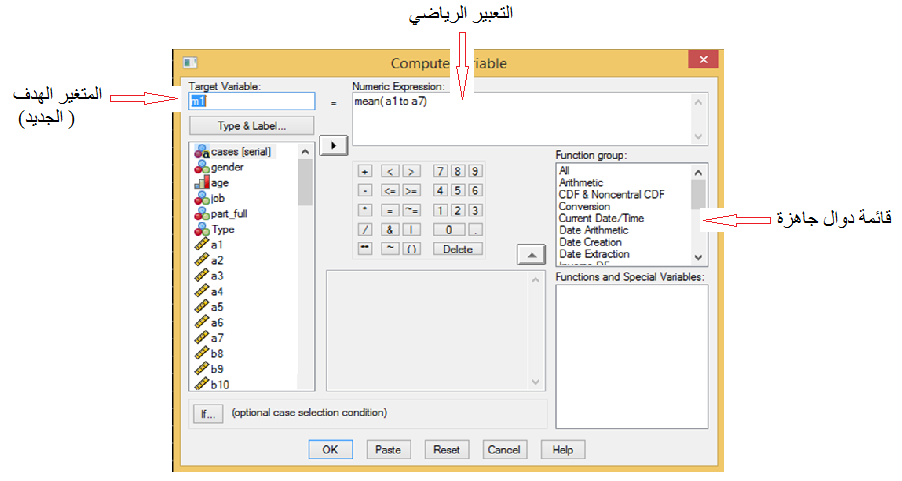 التعبير الرياضي
Compute Variable
Target Variable:
Numeric Expression:
المتغير الهدف
( الجديد)
m1
=
mean( a1 to a7)
Type & Label...
cases [serial]
gender
age
job
part_full
Type
a1
a2
a3
a4
a5
a6
a7
b8
b9
b10
+ < > 7 8 9
- <= >= 4 5 6
* = ~= 1 2 3
/ & | 0 .
** ~ ( ) Delete
Function group:
All
Arithmetic
CDF & Noncentral CDF
Conversion
Current Date/Time
Date Arithmetic
Date Creation
Date Extraction
Inverse DF
قائمة دوال جاهزة
Functions and Special Variables:
If... (optional case selection condition)
OK Paste Reset Cancel Help